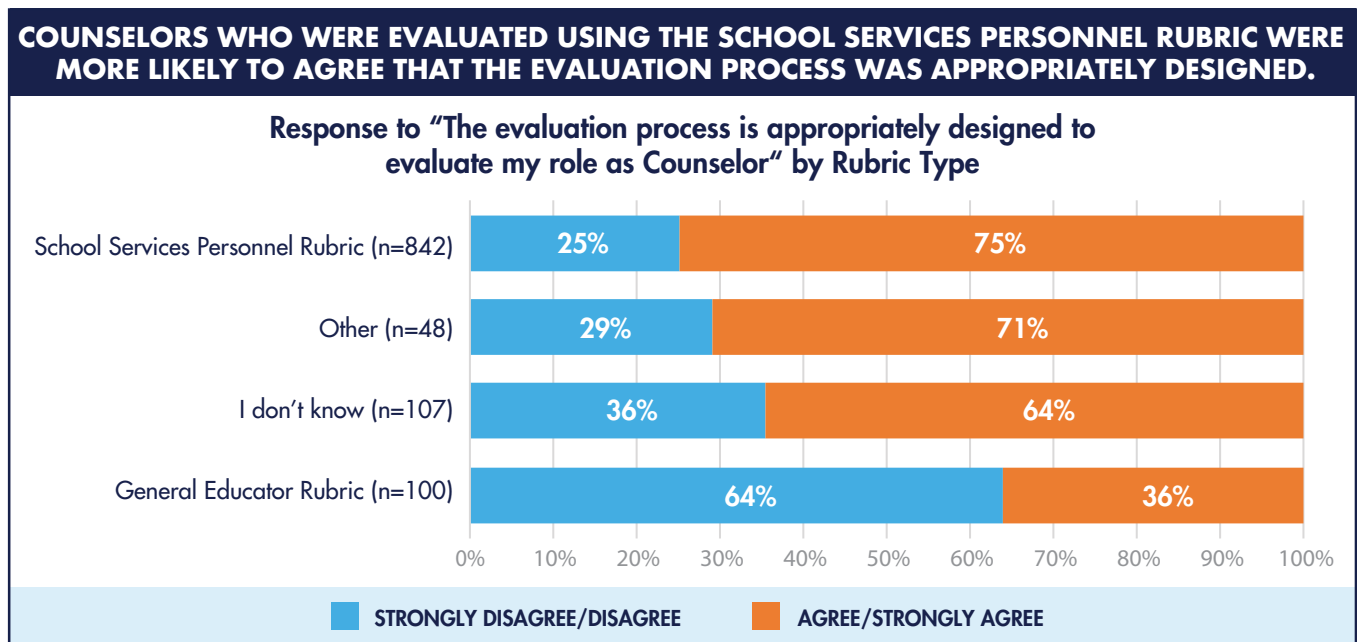 COUNSELORS WHO WERE EVALUATED USING THE SCHOOL SERVICES PERSONNEL RUBRIC WERE
MORE LIKELY TO AGREE THAT THE EVALUATION PROCESS WAS APPROPRIATELY DESIGNED.
Response to “The evaluation process is appropriately designed to
evaluate my role as Counselor“ by Rubric Type
School Services Personnel Rubric (n=842)
25%
75%
Other (n=48)
29%
71%
I don’t know (n=107)
36%
64%
General Educator Rubric (n=100)
64%
36%
0% 10% 20% 30% 40% 50% 60% 70% 80% 90% 100%
STRONGLY DISAGREE/DISAGREE
AGREE/STRONGLY AGREE